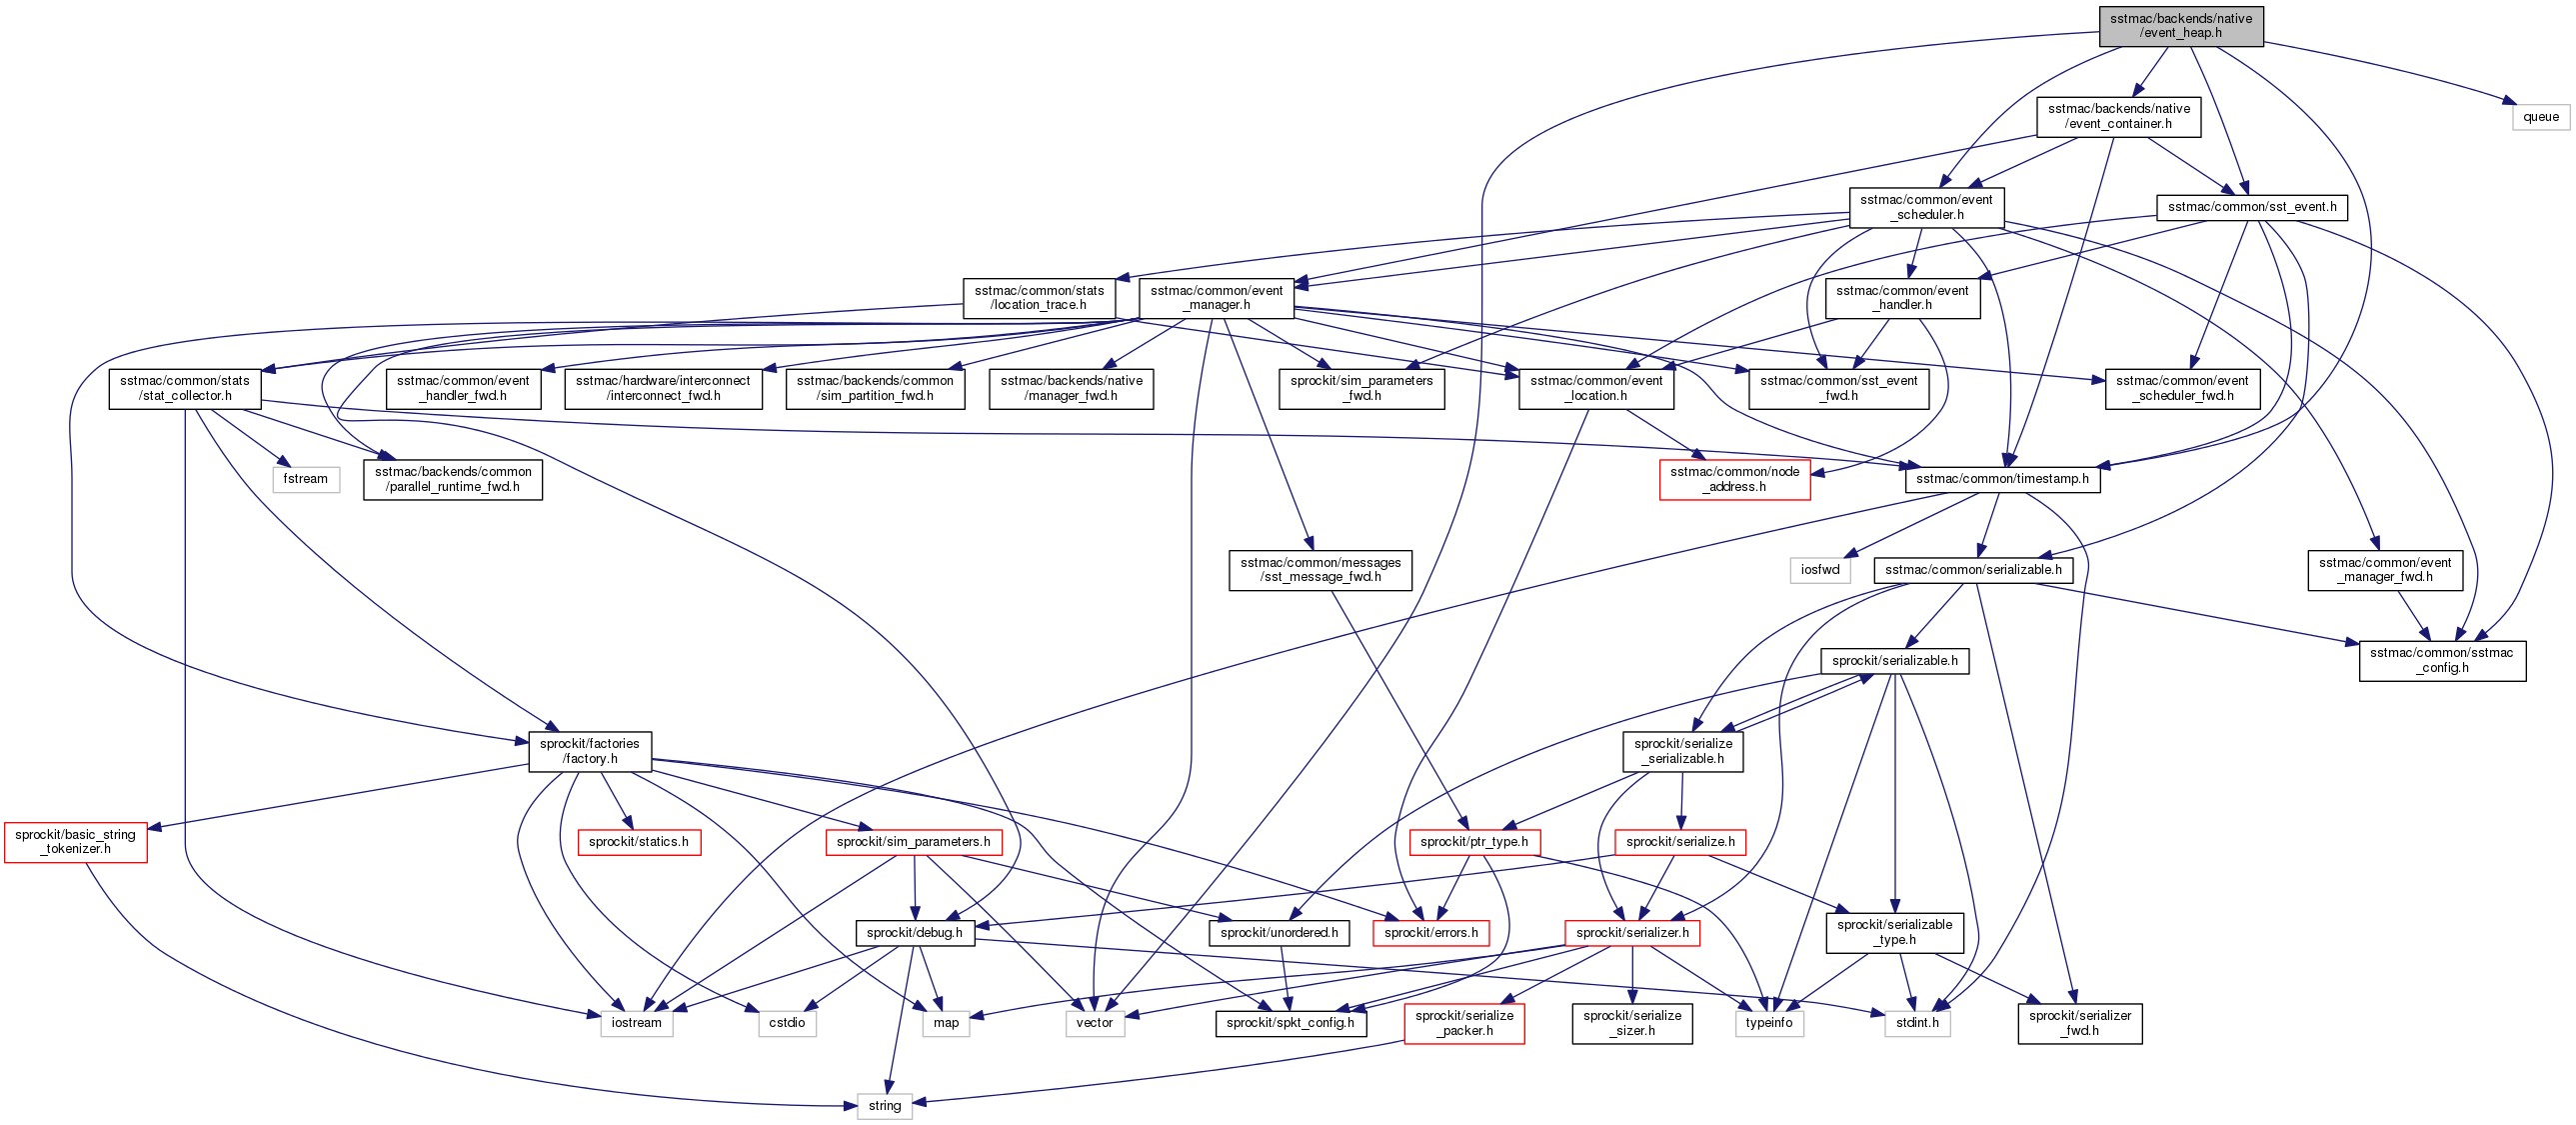 sstmac/backends/native
/event_heap.h
sstmac/backends/native
/event_container.h
queue
sstmac/common/event
_scheduler.h
sstmac/common/sst_event.h
sstmac/common/stats
/location_trace.h
sstmac/common/event
_manager.h
sstmac/common/event
_handler.h
sstmac/common/stats
/stat_collector.h
sstmac/common/event
_handler_fwd.h
sstmac/hardware/interconnect
/interconnect_fwd.h
sstmac/backends/common
/sim_partition_fwd.h
sstmac/backends/native
/manager_fwd.h
sprockit/sim_parameters
_fwd.h
sstmac/common/event
_location.h
sstmac/common/sst_event
_fwd.h
sstmac/common/event
_scheduler_fwd.h
fstream
sstmac/backends/common
/parallel_runtime_fwd.h
sstmac/common/node
_address.h
sstmac/common/timestamp.h
sstmac/common/messages
/sst_message_fwd.h
iosfwd
sstmac/common/serializable.h
sstmac/common/event
_manager_fwd.h
sprockit/serializable.h
sstmac/common/sstmac
_config.h
sprockit/factories
/factory.h
sprockit/serialize
_serializable.h
sprockit/basic_string
_tokenizer.h
sprockit/statics.h
sprockit/sim_parameters.h
sprockit/ptr_type.h
sprockit/serialize.h
sprockit/debug.h
sprockit/unordered.h
sprockit/errors.h
sprockit/serializer.h
sprockit/serializable
_type.h
iostream
cstdio
map
vector
sprockit/spkt_config.h
sprockit/serialize
_packer.h
sprockit/serialize
_sizer.h
typeinfo
stdint.h
sprockit/serializer
_fwd.h
string